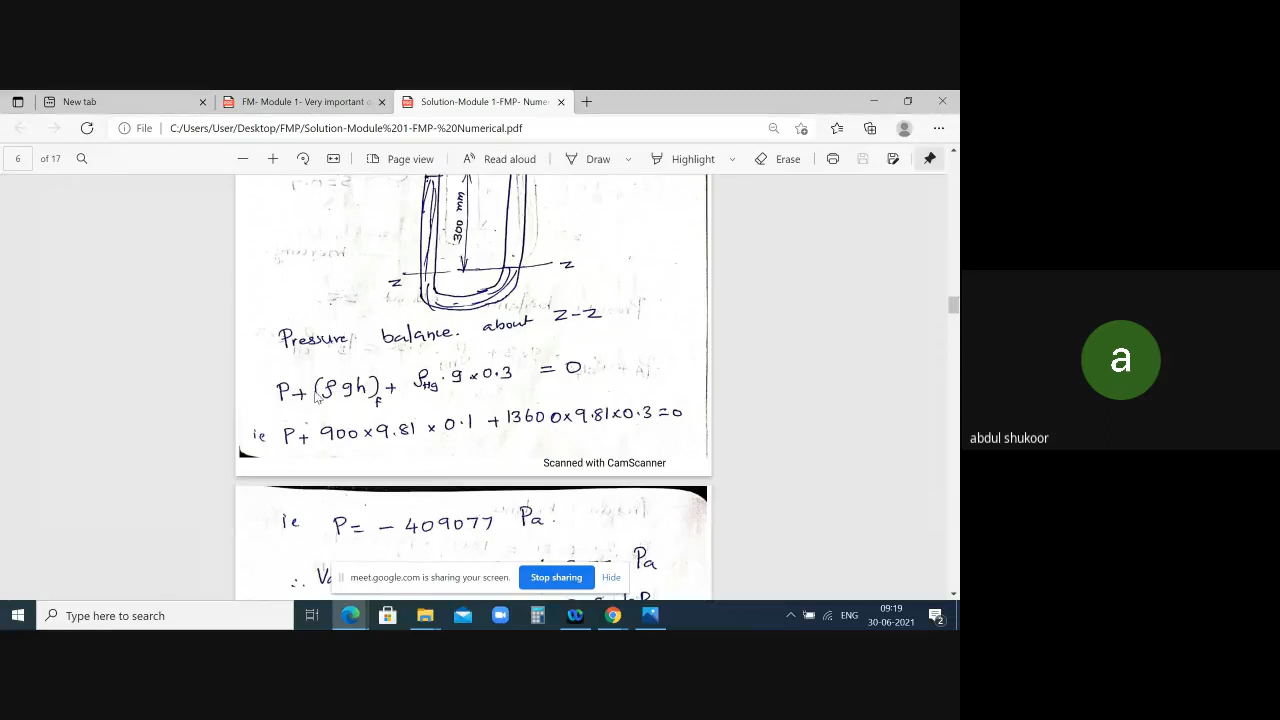 New tab
FM- Module 1- Very important o
Solution-Module 1-FMP- Nume
File
C:/Users/User/Desktop/FMP/Solution-Module%201-FMP-%20Numerical.pdf
6 of 17
Page view
Read aloud
Draw
Highlight
Erase
300 mm
z z
Pressure balance about Z-Z
P + (ρgh)f + ρHg . g × 0.3 = 0
ie P + 900 × 9.81 × 0.1 + 13600 × 9.81 × 0.3 = 0
Scanned with CamScanner
ie P = - 409077 Pa.
∴ Pa
meet.google.com is sharing your screen.
Stop sharing
Hide
Type here to search
ENG
09:19
30-06-2021
2
a
abdul shukoor